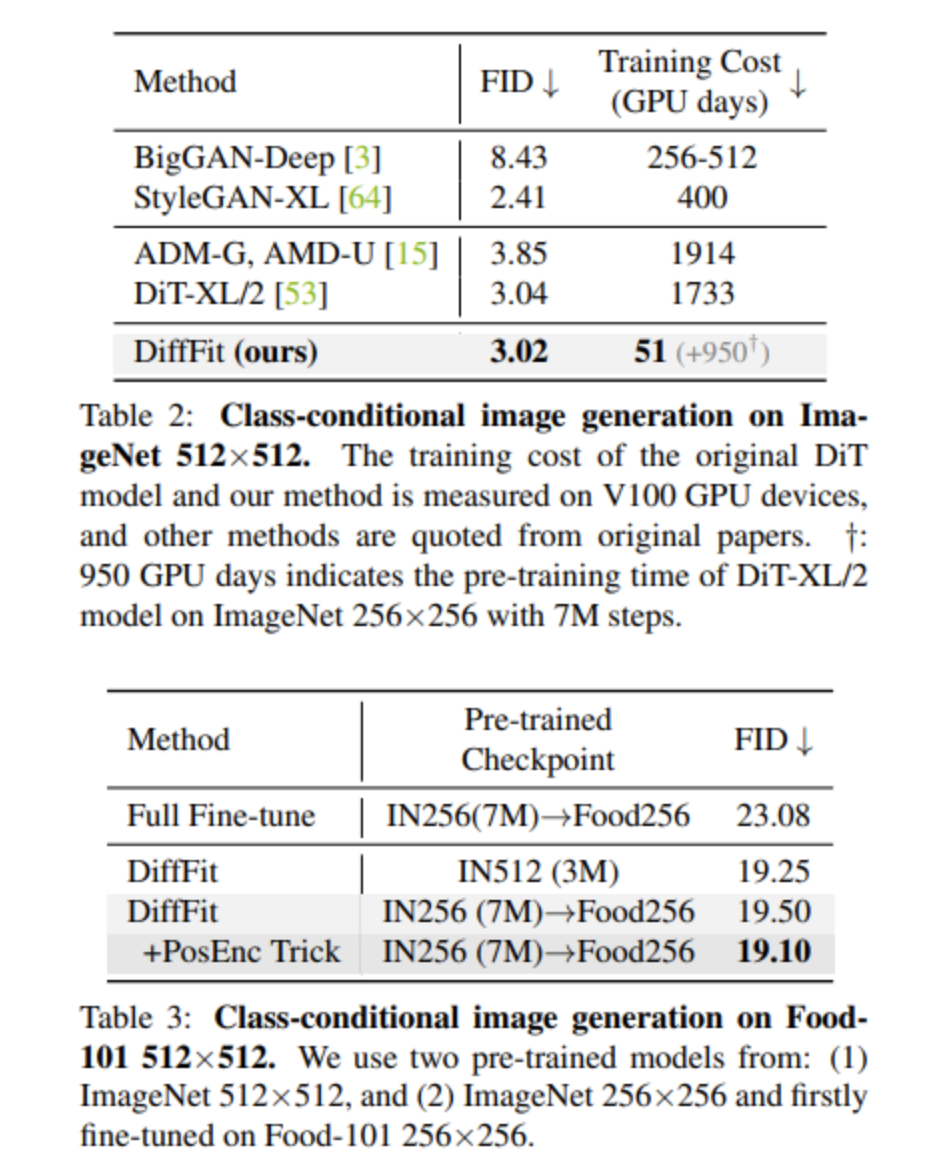 Method FID ↓ Training Cost (GPU days) ↓
BigGAN-Deep [3] 8.43 256-512
StyleGAN-XL [64] 2.41 400
ADM-G, AMD-U [15] 3.85 1914
DiT-XL/2 [53] 3.04 1733
DiffFit (ours) 3.02 51 (+950†)
Table 2: Class-conditional image generation on Ima-
geNet 512×512. The training cost of the original DiT
model and our method is measured on V100 GPU devices,
and other methods are quoted from original papers. †:
950 GPU days indicates the pre-training time of DiT-XL/2
model on ImageNet 256×256 with 7M steps.
Method Pre-trained Checkpoint FID ↓
Full Fine-tune IN256(7M)→Food256 23.08
DiffFit IN512 (3M) 19.25
DiffFit IN256 (7M)→Food256 19.50
+PosEnc Trick IN256 (7M)→Food256 19.10
Table 3: Class-conditional image generation on Food-
101 512×512. We use two pre-trained models from: (1)
ImageNet 512×512, and (2) ImageNet 256×256 and firstly
fine-tuned on Food-101 256×256.